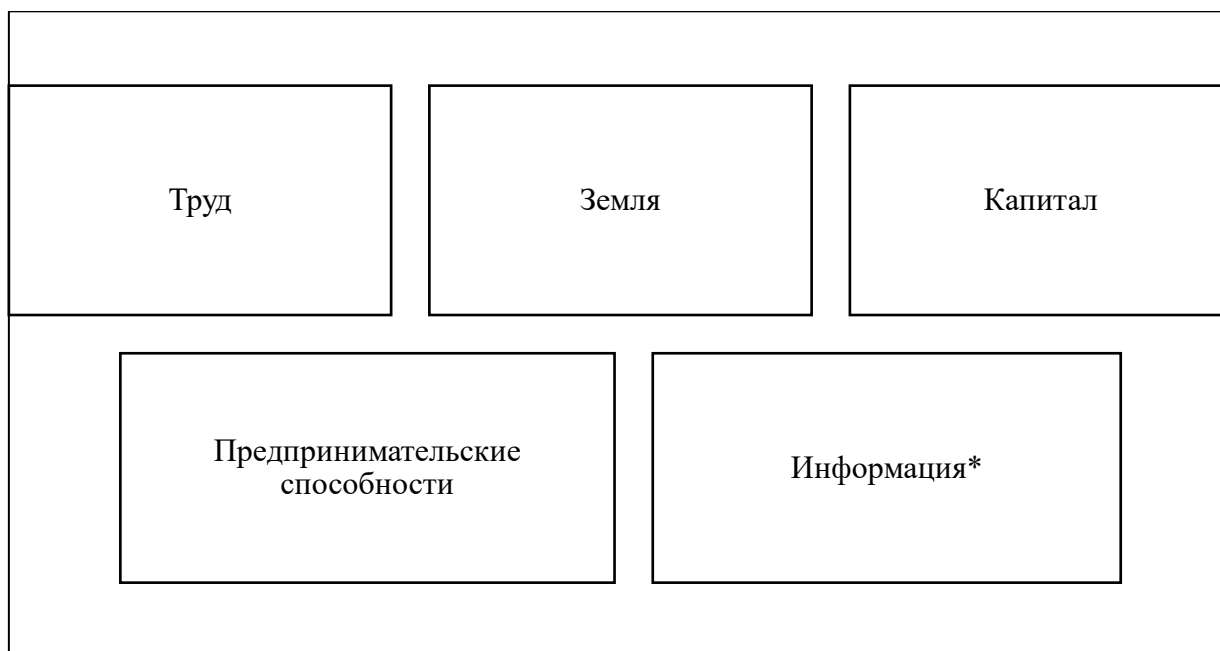 Труд
Земля
Капитал
Предпринимательские
способности
Информация*